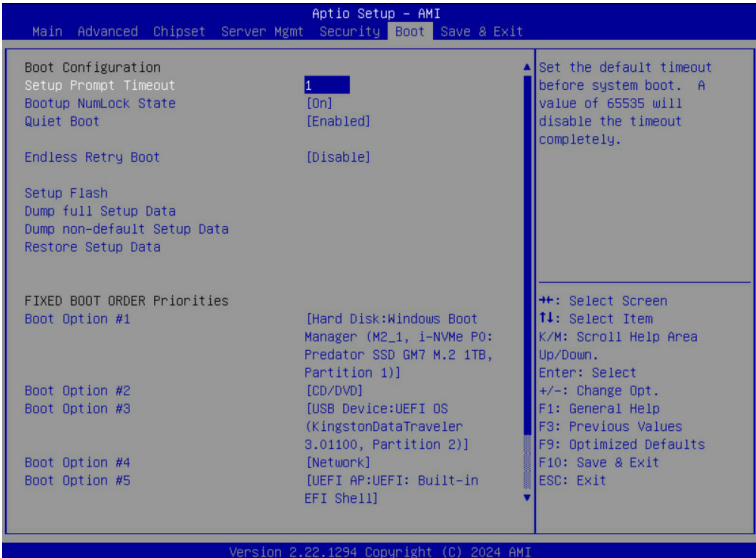 Aptio Setup - AMI
Main Advanced Chipset Server Mgmt Security Boot Save & Exit
Boot Configuration
Setup Prompt Timeout 1
Bootup NumLock State [On]
Quiet Boot [Enabled]
Endless Retry Boot [Disable]
Setup Flash
Dump full Setup Data
Dump non-default Setup Data
Restore Setup Data
FIXED BOOT ORDER Priorities
Boot Option #1 [Hard Disk:Windows Boot
Manager (M2_1, i-NVMe P0:
Predator SSD GM7 M.2 1TB,
Partition 1)]
Boot Option #2 [CD/DVD]
Boot Option #3 [USB Device:UEFI OS
(KingstonDataTraveler
3.01100, Partition 2)]
Boot Option #4 [Network]
Boot Option #5 [UEFI AP:UEFI: Built-in
EFI Shell]
Set the default timeout
before system boot. A
value of 65535 will
disable the timeout
completely.
→←: Select Screen
↑↓: Select Item
K/M: Scroll Help Area
Up/Down.
Enter: Select
+/-: Change Opt.
F1: General Help
F3: Previous Values
F9: Optimized Defaults
F10: Save & Exit
ESC: Exit
Version 2.22.1294 Copyright (C) 2024 AMI